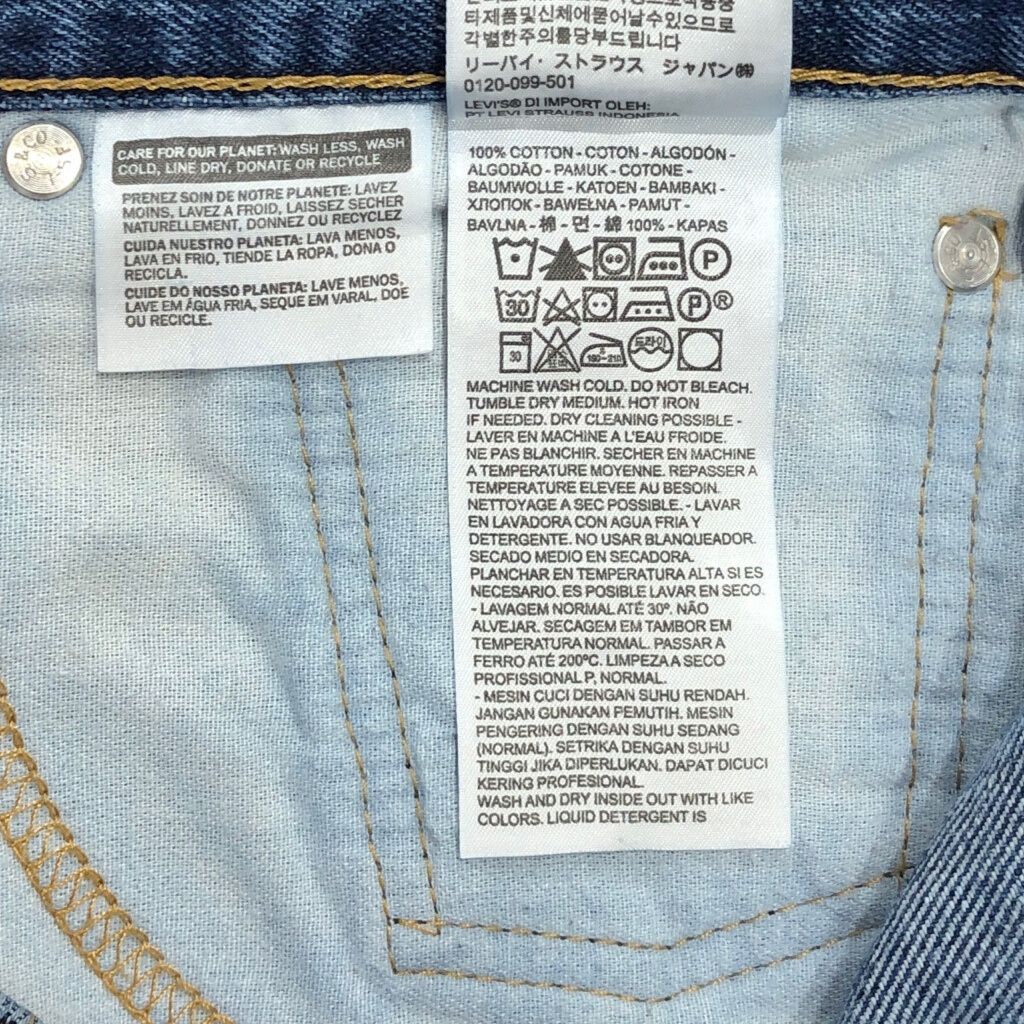 타제품및신체에묻어날수있으므로
각별한주의를당부드립니다
リーバイ・ストラウス ジャパン㈱
0120-099-501
LEVI'S® DI IMPORT OLEH:
PT LEVI STRAUSS INDONESIA
CARE FOR OUR PLANET: WASH LESS, WASH
COLD, LINE DRY, DONATE OR RECYCLE
PRENEZ SOIN DE NOTRE PLANETE: LAVEZ
MOINS, LAVEZ A FROID, LAISSEZ SECHER
NATURELLEMENT, DONNEZ OU RECYCLEZ
CUIDA NUESTRO PLANETA: LAVA MENOS,
LAVA EN FRIO, TIENDE LA ROPA, DONA O
RECICLA.
CUIDE DO NOSSO PLANETA: LAVE MENOS,
LAVE EM ÁGUA FRIA, SEQUE EM VARAL, DOE
OU RECICLE.
100% COTTON - COTON - ALGODÓN -
ALGODÃO - PAMUK - COTONE -
BAUMWOLLE - KATOEN - BAMBAKI -
ХЛОПОК - BAWEŁNA - PAMUT -
BAVLNA - 棉 - 면 - 綿 100% - KAPAS
P
30 P®
30 180~210 드라이
MACHINE WASH COLD. DO NOT BLEACH.
TUMBLE DRY MEDIUM. HOT IRON
IF NEEDED. DRY CLEANING POSSIBLE -
LAVER EN MACHINE A L'EAU FROIDE.
NE PAS BLANCHIR. SECHER EN MACHINE
A TEMPERATURE MOYENNE. REPASSER A
TEMPERATURE ELEVEE AU BESOIN.
NETTOYAGE A SEC POSSIBLE. - LAVAR
EN LAVADORA CON AGUA FRIA Y
DETERGENTE. NO USAR BLANQUEADOR.
SECADO MEDIO EN SECADORA.
PLANCHAR EN TEMPERATURA ALTA SI ES
NECESARIO. ES POSIBLE LAVAR EN SECO.
- LAVAGEM NORMAL ATÉ 30º. NÃO
ALVEJAR. SECAGEM EM TAMBOR EM
TEMPERATURA NORMAL. PASSAR A
FERRO ATÉ 200ºC. LIMPEZA A SECO
PROFISSIONAL P, NORMAL.
- MESIN CUCI DENGAN SUHU RENDAH.
JANGAN GUNAKAN PEMUTIH. MESIN
PENGERING DENGAN SUHU SEDANG
(NORMAL). SETRIKA DENGAN SUHU
TINGGI JIKA DIPERLUKAN. DAPAT DICUCI
KERING PROFESIONAL.
WASH AND DRY INSIDE OUT WITH LIKE
COLORS. LIQUID DETERGENT IS